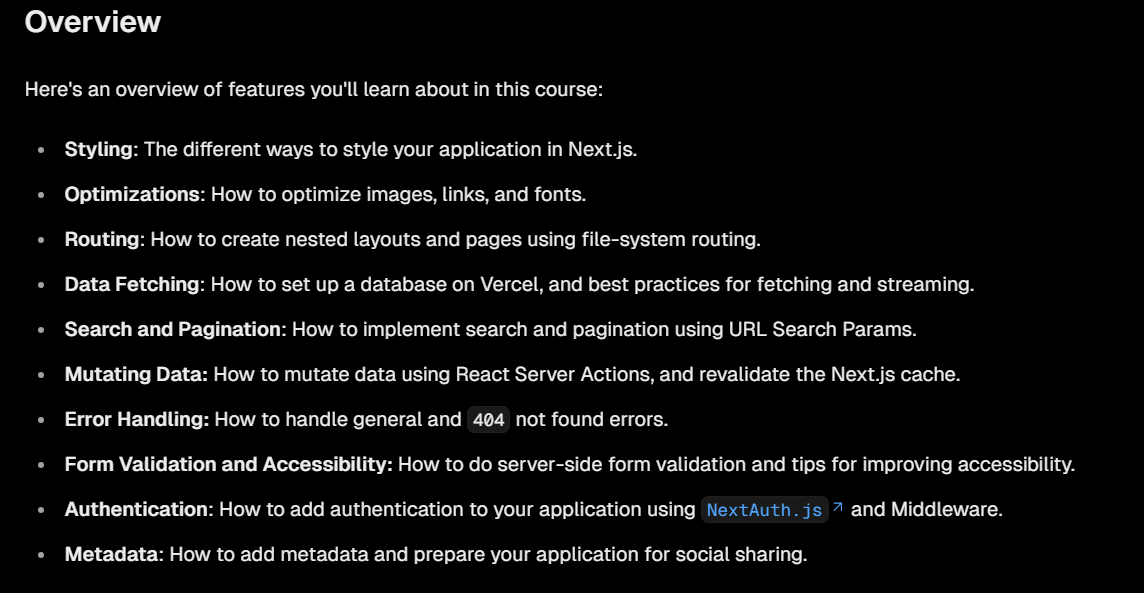 Overview
Here's an overview of features you'll learn about in this course:
• Styling: The different ways to style your application in Next.js.
• Optimizations: How to optimize images, links, and fonts.
• Routing: How to create nested layouts and pages using file-system routing.
• Data Fetching: How to set up a database on Vercel, and best practices for fetching and streaming.
• Search and Pagination: How to implement search and pagination using URL Search Params.
• Mutating Data: How to mutate data using React Server Actions, and revalidate the Next.js cache.
• Error Handling: How to handle general and 404 not found errors.
• Form Validation and Accessibility: How to do server-side form validation and tips for improving accessibility.
• Authentication: How to add authentication to your application using NextAuth.js and Middleware.
• Metadata: How to add metadata and prepare your application for social sharing.